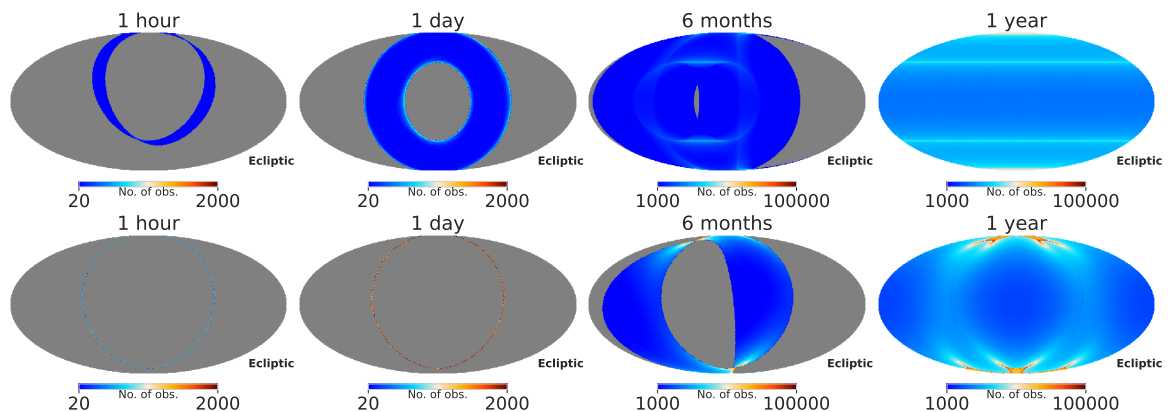 1 hour 1 day 6 months 1 year
Ecliptic Ecliptic Ecliptic Ecliptic
No. of obs. No. of obs. No. of obs. No. of obs.
20 2000 20 2000 1000 100000 1000 100000
1 hour 1 day 6 months 1 year
Ecliptic Ecliptic Ecliptic Ecliptic
No. of obs. No. of obs. No. of obs. No. of obs.
20 2000 20 2000 1000 100000 1000 100000